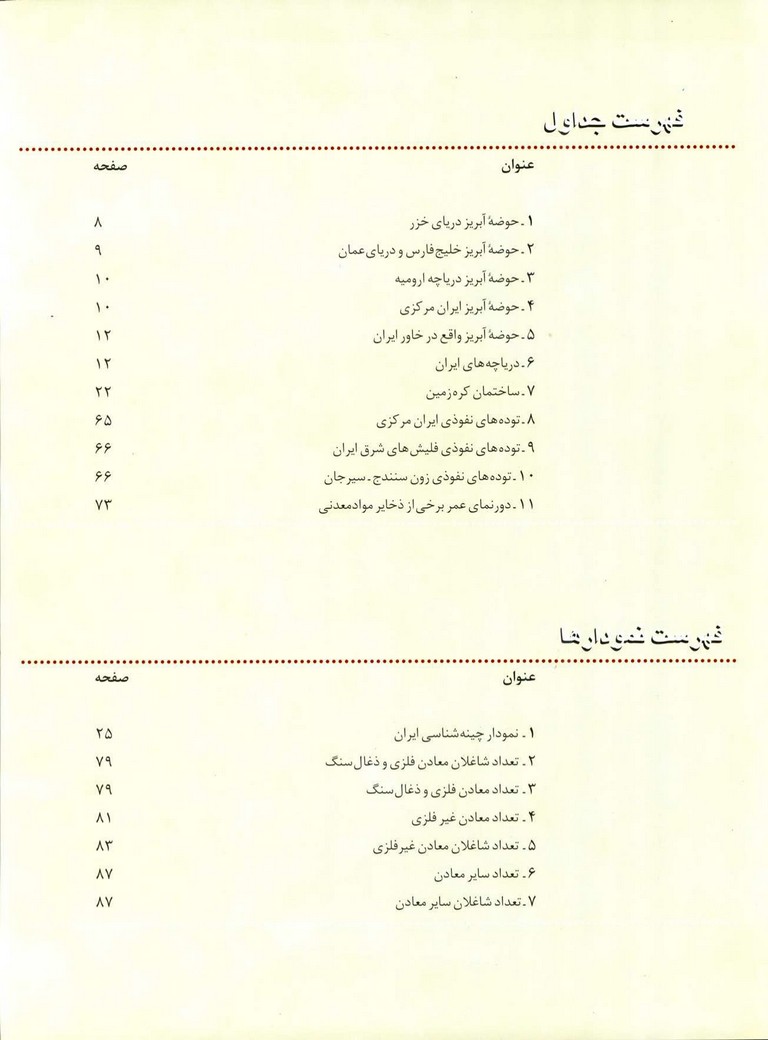 فهرست جداول
عنوان صفحه
۱ـ حوضهٔ آبریز دریای خزر ۸
۲ـ حوضهٔ آبریز خلیج‌فارس و دریای‌عمان ۹
۳ـ حوضهٔ آبریز دریاچه ارومیه ۱۰
۴ـ حوضهٔ آبریز ایران مرکزی ۱۰
۵ـ حوضهٔ آبریز واقع در خاور ایران ۱۲
۶ـ دریاچه‌های ایران ۱۲
۷ـ ساختمان کره‌زمین ۲۲
۸ـ توده‌های نفوذی ایران مرکزی ۶۵
۹ـ توده‌های نفوذی فلیش‌های شرق ایران ۶۶
۱۰ـ توده‌های نفوذی زون سنندج ـ سیرجان ۶۶
۱۱ـ دورنمای عمر برخی از ذخایر موادمعدنی ۷۳
فهرست نمودارها
عنوان صفحه
۱ـ نمودار چینه‌شناسی ایران ۲۵
۲ـ تعداد شاغلان معادن فلزی و ذغال‌سنگ ۷۹
۳ـ تعداد معادن فلزی و ذغال‌سنگ ۷۹
۴ـ تعداد معادن غیر فلزی ۸۱
۵ـ تعداد شاغلان معادن غیرفلزی ۸۳
۶ـ تعداد سایر معادن ۸۷
۷ـ تعداد شاغلان سایر معادن ۸۷